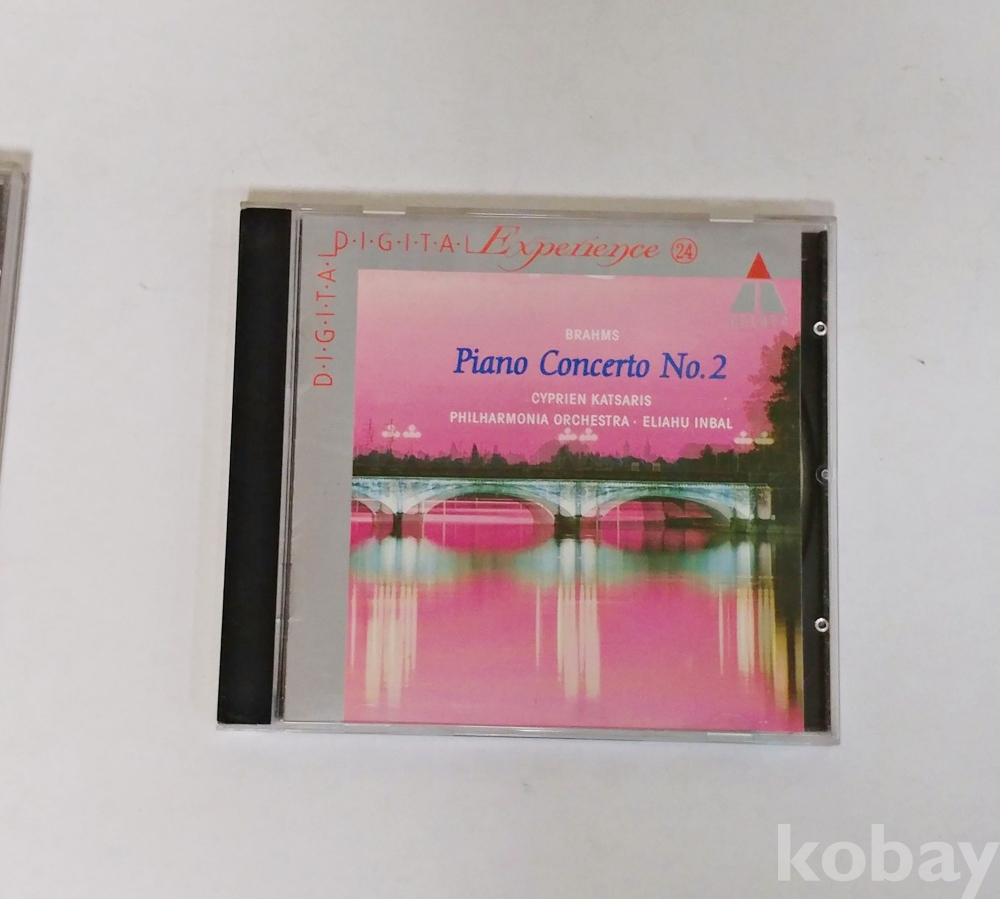 D·I·G·I·T·A·L Experience 24
D·I·G·I·T·A·L
BRAHMS
Piano Concerto No.2
CYPRIEN KATSARIS
PHILHARMONIA ORCHESTRA · ELIAHU INBAL
kobay